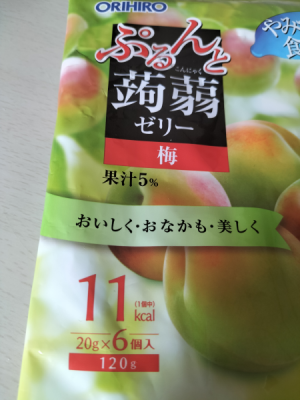 ORIHIRO
ぷるんと
こんにゃく
蒟蒻
ゼリー
梅
果汁5%
おいしく・おなかも・美しく
11
(1個中)
kcal
20g×6個入
120g